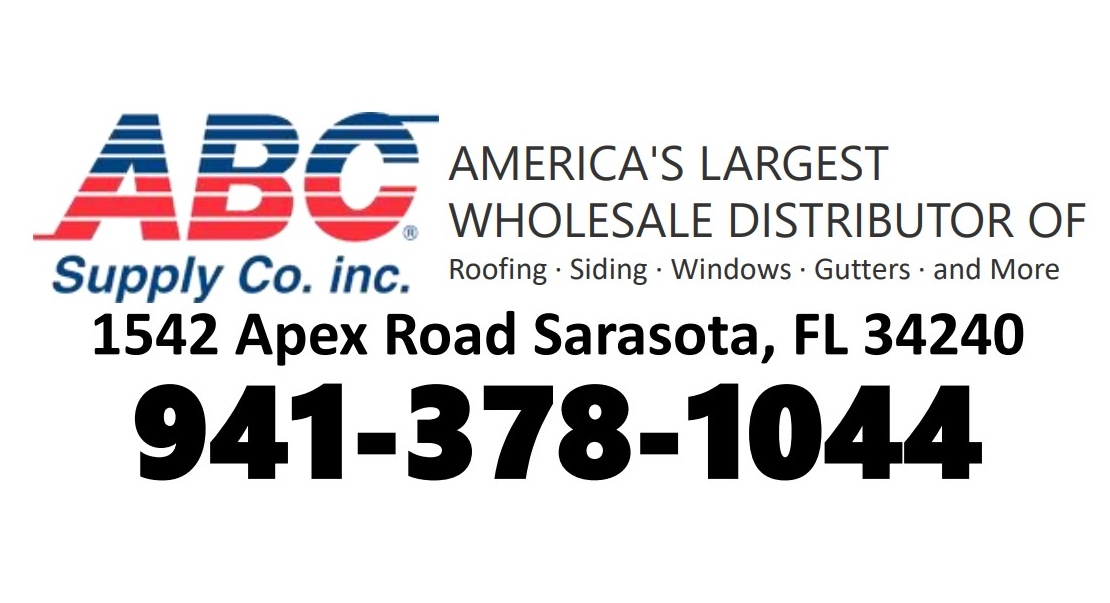 ABC®
Supply Co. inc.
AMERICA'S LARGEST
WHOLESALE DISTRIBUTOR OF
Roofing · Siding · Windows · Gutters · and More
1542 Apex Road Sarasota, FL 34240
941-378-1044